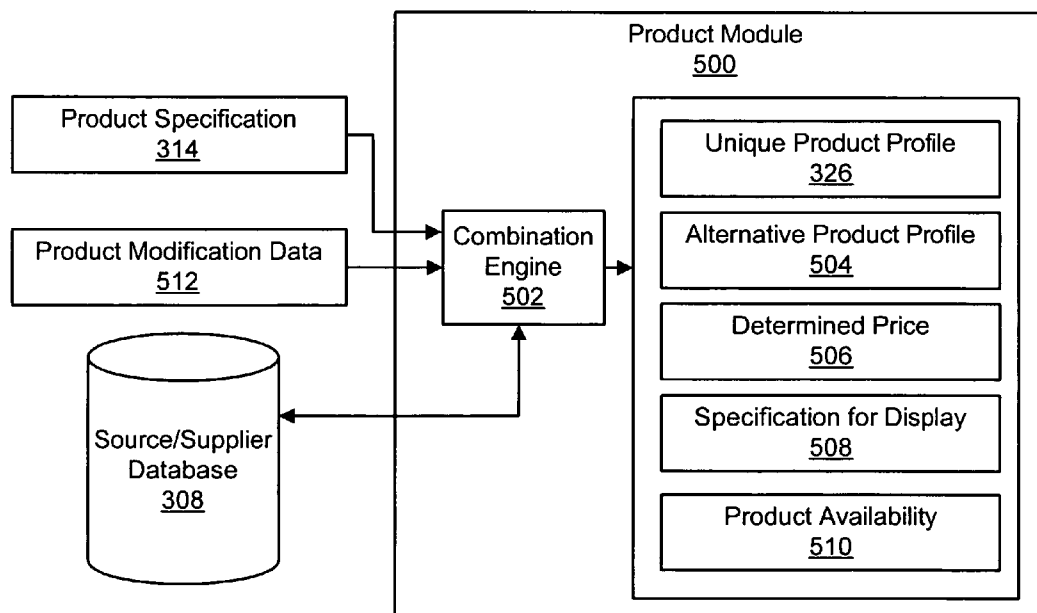 Product Module
500
Product Specification
314
Product Modification Data
512
Source/Supplier
Database
308
Combination
Engine
502
Unique Product Profile
326
Alternative Product Profile
504
Determined Price
506
Specification for Display
508
Product Availability
510